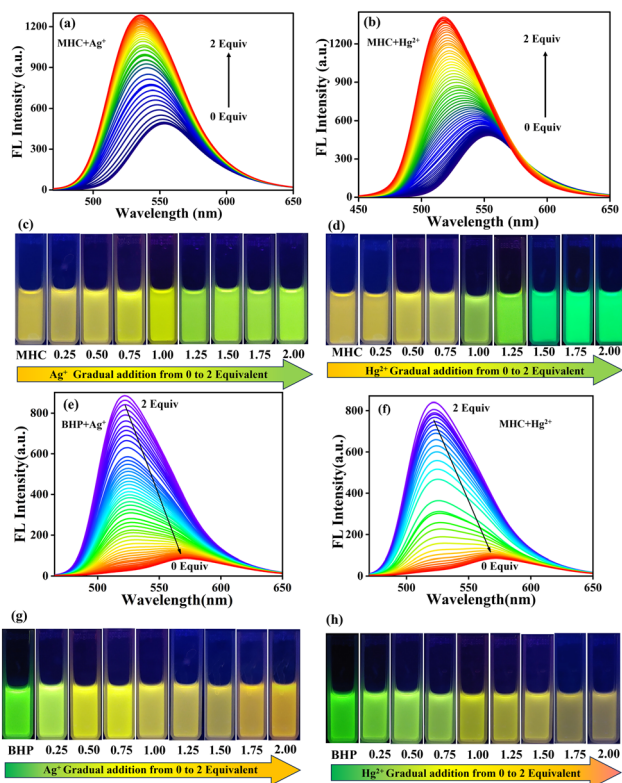 (a)
MHC+Ag⁺
2 Equiv
0 Equiv
FL Intensity (a.u.)
1200
900
600
300
0
500 550 600 650
Wavelength (nm)
(b)
MHC+Hg²⁺
2 Equiv
0 Equiv
FL Intensity (a.u.)
1200
900
600
300
0
450 500 550 600 650
Wavelength (nm)
(c)
MHC 0.25 0.50 0.75 1.00 1.25 1.50 1.75 2.00
Ag⁺ Gradual addition from 0 to 2 Equivalent
(d)
MHC 0.25 0.50 0.75 1.00 1.25 1.50 1.75 2.00
Hg²⁺ Gradual addition from 0 to 2 Equivalent
(e)
BHP+Ag⁺
2 Equiv
0 Equiv
FL Intensity(a.u.)
800
600
400
200
0
500 550 600 650
Wavelength(nm)
(f)
MHC+Hg²⁺
2 Equiv
0 Equiv
FL Intensity(a.u.)
800
700
600
500
400
300
200
100
0
500 550 600 650
Wavelength(nm)
(g)
BHP 0.25 0.50 0.75 1.00 1.25 1.50 1.75 2.00
Ag⁺ Gradual addition from 0 to 2 Equivalent
(h)
BHP 0.25 0.50 0.75 1.00 1.25 1.50 1.75 2.00
Hg²⁺ Gradual addition from 0 to 2 Equivalent